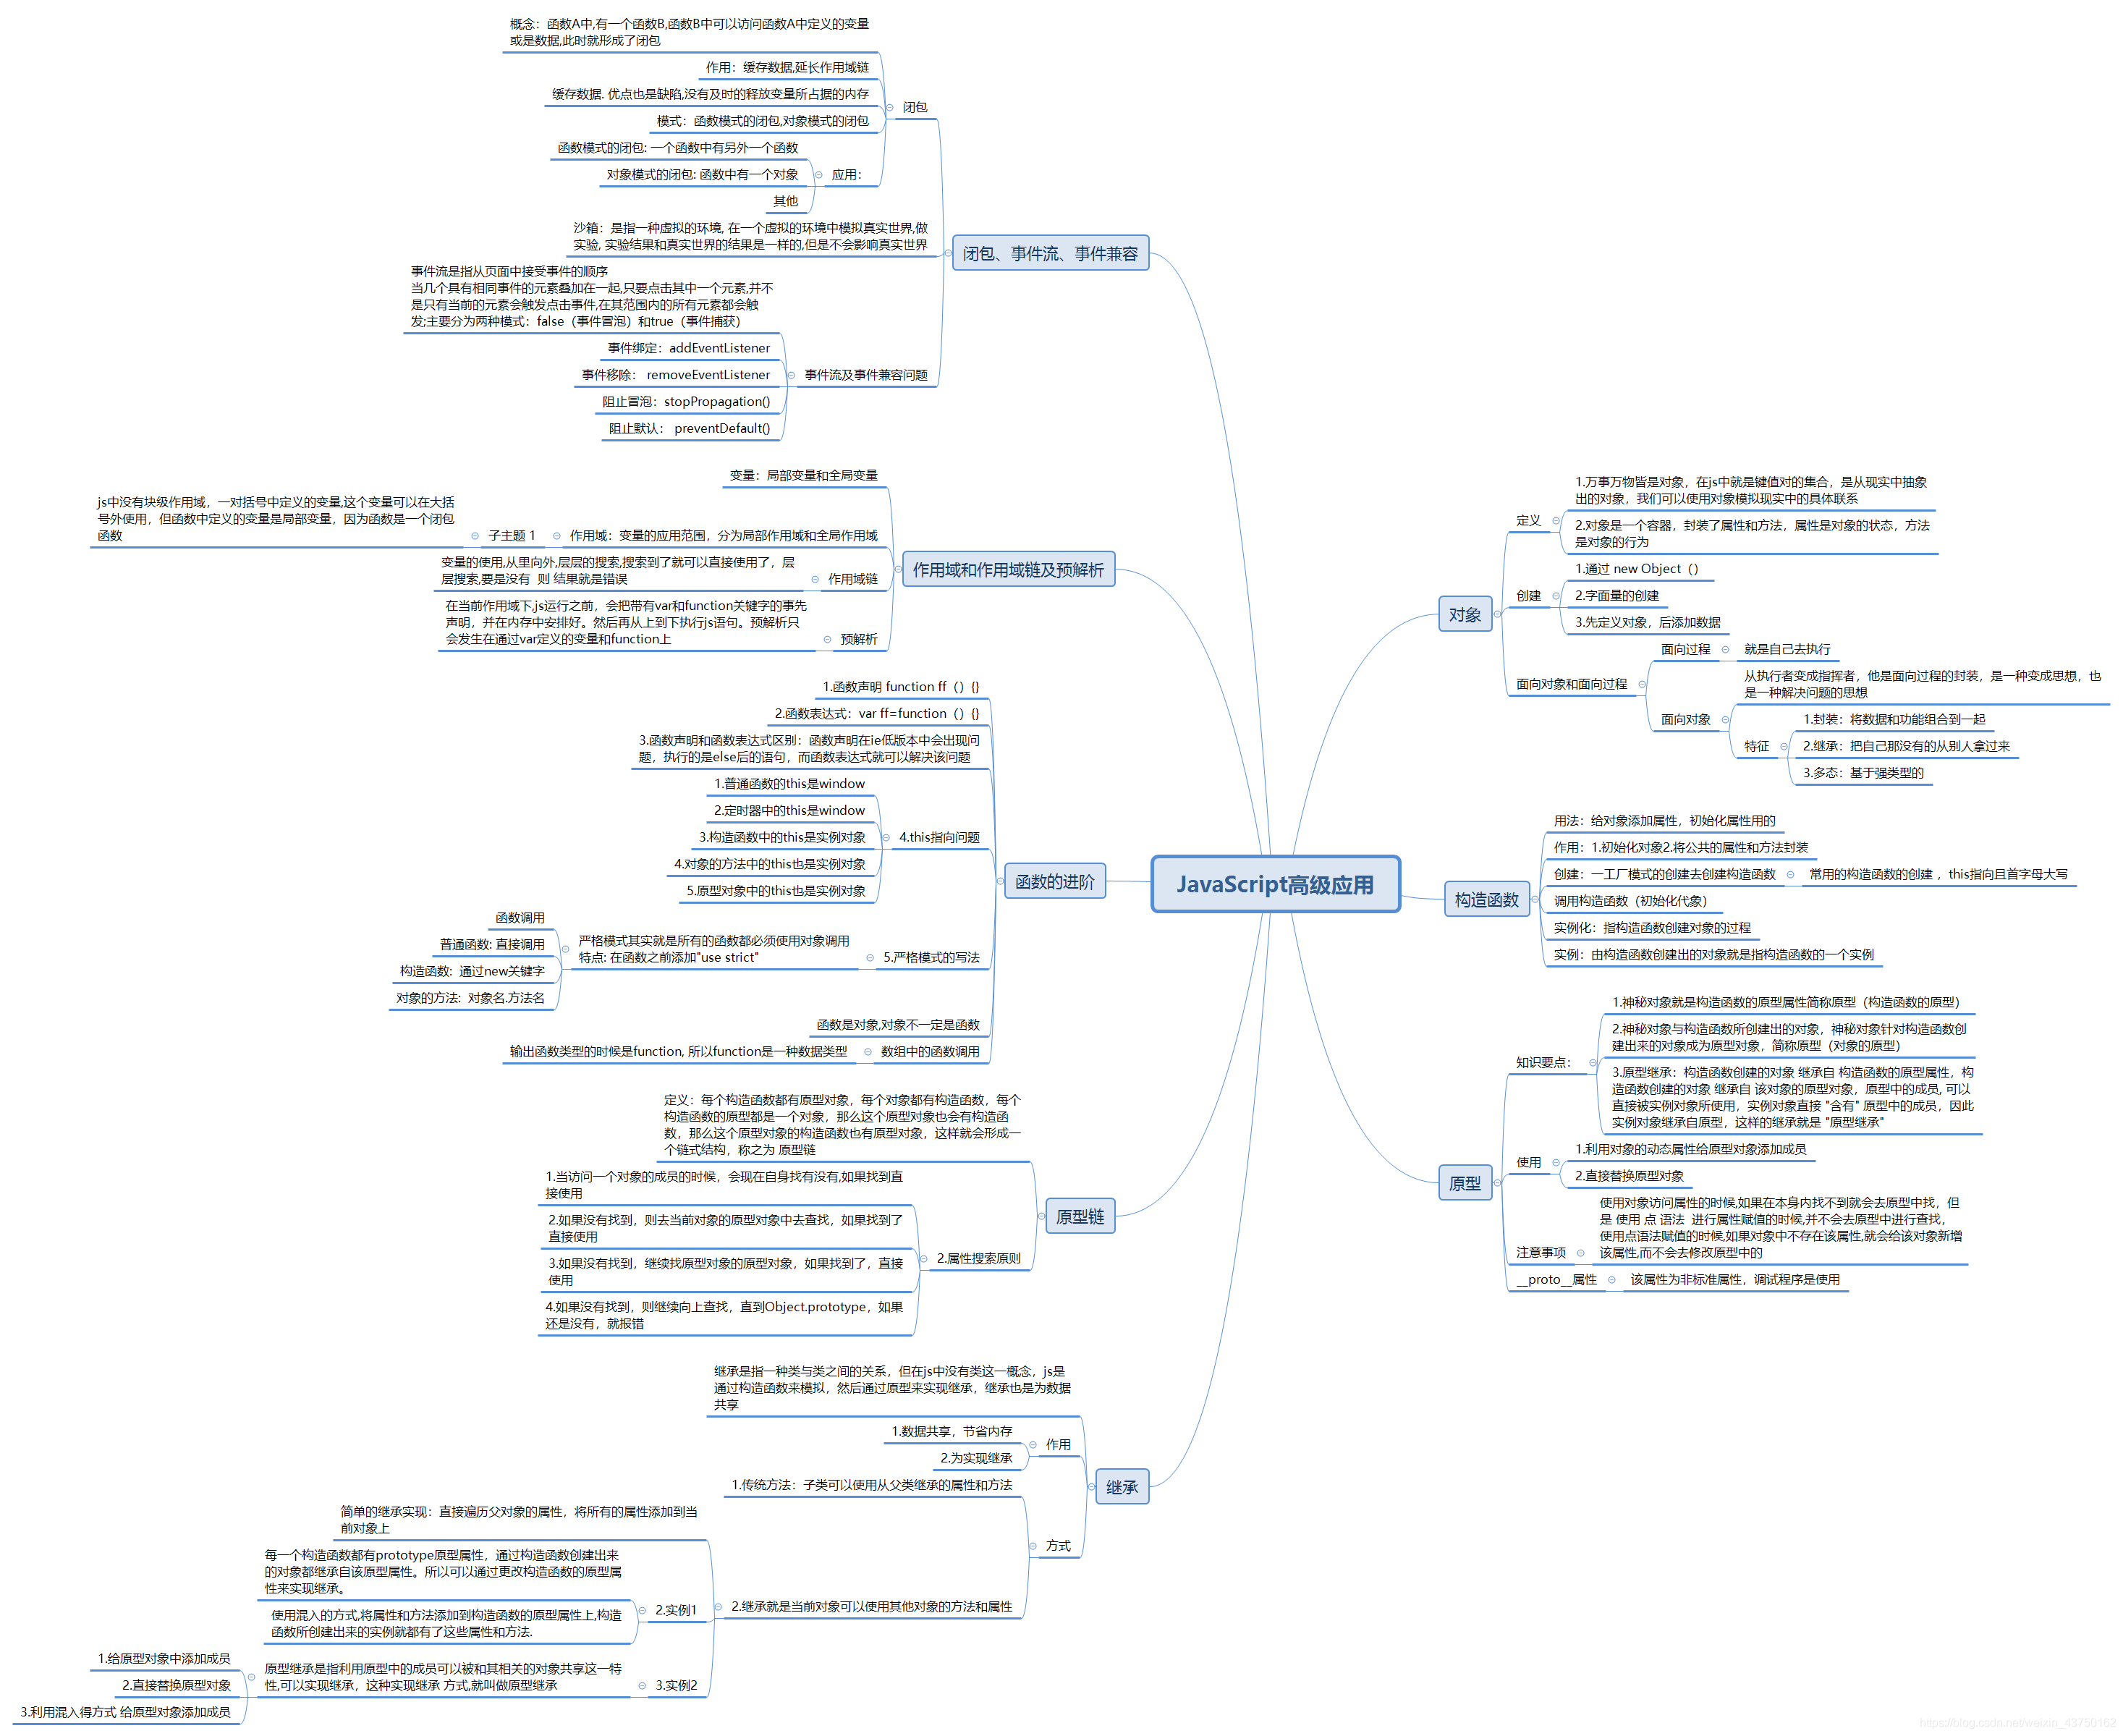 JavaScript高级应用
对象
定义
1.万事万物皆是对象，在js中就是键值对的集合，是从现实中抽象
出的对象，我们可以使用对象模拟现实中的具体联系
2.对象是一个容器，封装了属性和方法，属性是对象的状态，方法
是对象的行为
创建
1.通过 new Object（）
2.字面量的创建
3.先定义对象，后添加数据
面向对象和面向过程
面向过程
就是自己去执行
面向对象
从执行者变成指挥者，他是面向过程的封装，是一种变成思想，也
是一种解决问题的思想
特征
1.封装：将数据和功能组合到一起
2.继承：把自己那没有的从别人拿过来
3.多态：基于强类型的
构造函数
用法：给对象添加属性，初始化属性用的
作用：1.初始化对象2.将公共的属性和方法封装
创建：一工厂模式的创建去创建构造函数
常用的构造函数的创建 ，this指向且首字母大写
调用构造函数（初始化代象）
实例化：指构造函数创建对象的过程
实例：由构造函数创建出的对象就是指构造函数的一个实例
原型
知识要点：
1.神秘对象就是构造函数的原型属性简称原型（构造函数的原型）
2.神秘对象与构造函数所创建出的对象，神秘对象针对构造函数创
建出来的对象成为原型对象，简称原型（对象的原型）
3.原型继承：构造函数创建的对象 继承自 构造函数的原型属性，构
造函数创建的对象 继承自 该对象的原型对象，原型中的成员, 可以
直接被实例对象所使用，实例对象直接 "含有" 原型中的成员，因此
实例对象继承自原型，这样的继承就是 "原型继承"
使用
1.利用对象的动态属性给原型对象添加成员
2.直接替换原型对象
注意事项
使用对象访问属性的时候,如果在本身内找不到就会去原型中找，但
是 使用 点 语法  进行属性赋值的时候,并不会去原型中进行查找，
使用点语法赋值的时候,如果对象中不存在该属性,就会给该对象新增
该属性,而不会去修改原型中的
__proto__属性
该属性为非标准属性，调试程序是使用
闭包、事件流、事件兼容
闭包
概念：函数A中,有一个函数B,函数B中可以访问函数A中定义的变量
或是数据,此时就形成了闭包
作用：缓存数据,延长作用域链
缓存数据. 优点也是缺陷,没有及时的释放变量所占据的内存
模式：函数模式的闭包,对象模式的闭包
应用：
函数模式的闭包: 一个函数中有另外一个函数
对象模式的闭包: 函数中有一个对象
其他
沙箱：是指一种虚拟的环境, 在一个虚拟的环境中模拟真实世界,做
实验, 实验结果和真实世界的结果是一样的,但是不会影响真实世界
事件流及事件兼容问题
事件流是指从页面中接受事件的顺序
当几个具有相同事件的元素叠加在一起,只要点击其中一个元素,并不
是只有当前的元素会触发点击事件,在其范围内的所有元素都会触
发;主要分为两种模式：false（事件冒泡）和true（事件捕获）
事件绑定：addEventListener
事件移除： removeEventListener
阻止冒泡：stopPropagation()
阻止默认： preventDefault()
作用域和作用域链及预解析
变量：局部变量和全局变量
作用域：变量的应用范围，分为局部作用域和全局作用域
子主题 1
js中没有块级作用域，一对括号中定义的变量,这个变量可以在大括
号外使用，但函数中定义的变量是局部变量，因为函数是一个闭包
函数
作用域链
变量的使用,从里向外,层层的搜索,搜索到了就可以直接使用了，层
层搜索,要是没有  则 结果就是错误
预解析
在当前作用域下,js运行之前，会把带有var和function关键字的事先
声明，并在内存中安排好。然后再从上到下执行js语句。预解析只
会发生在通过var定义的变量和function上
函数的进阶
1.函数声明 function ff（）{}
2.函数表达式：var ff=function（）{}
3.函数声明和函数表达式区别：函数声明在ie低版本中会出现问
题，执行的是else后的语句，而函数表达式就可以解决该问题
4.this指向问题
1.普通函数的this是window
2.定时器中的this是window
3.构造函数中的this是实例对象
4.对象的方法中的this也是实例对象
5.原型对象中的this也是实例对象
5.严格模式的写法
严格模式其实就是所有的函数都必须使用对象调用
特点: 在函数之前添加"use strict"
函数调用
普通函数: 直接调用
构造函数:  通过new关键字
对象的方法:  对象名.方法名
函数是对象,对象不一定是函数
数组中的函数调用
输出函数类型的时候是function, 所以function是一种数据类型
原型链
定义：每个构造函数都有原型对象，每个对象都有构造函数，每个
构造函数的原型都是一个对象，那么这个原型对象也会有构造函
数，那么这个原型对象的构造函数也有原型对象，这样就会形成一
个链式结构，称之为 原型链
2.属性搜索原则
1.当访问一个对象的成员的时候，会现在自身找有没有,如果找到直
接使用
2.如果没有找到，则去当前对象的原型对象中去查找，如果找到了
直接使用
3.如果没有找到，继续找原型对象的原型对象，如果找到了，直接
使用
4.如果没有找到，则继续向上查找，直到Object.prototype，如果
还是没有，就报错
继承
继承是指一种类与类之间的关系，但在js中没有类这一概念，js是
通过构造函数来模拟，然后通过原型来实现继承，继承也是为数据
共享
作用
1.数据共享，节省内存
2.为实现继承
方式
1.传统方法：子类可以使用从父类继承的属性和方法
2.继承就是当前对象可以使用其他对象的方法和属性
简单的继承实现：直接遍历父对象的属性，将所有的属性添加到当
前对象上
2.实例1
每一个构造函数都有prototype原型属性，通过构造函数创建出来
的对象都继承自该原型属性。所以可以通过更改构造函数的原型属
性来实现继承。
使用混入的方式,将属性和方法添加到构造函数的原型属性上,构造
函数所创建出来的实例就都有了这些属性和方法.
3.实例2
原型继承是指利用原型中的成员可以被和其相关的对象共享这一特
性,可以实现继承，这种实现继承 方式,就叫做原型继承
1.给原型对象中添加成员
2.直接替换原型对象
3.利用混入得方式 给原型对象添加成员
https://blog.csdn.net/weixin_43750162